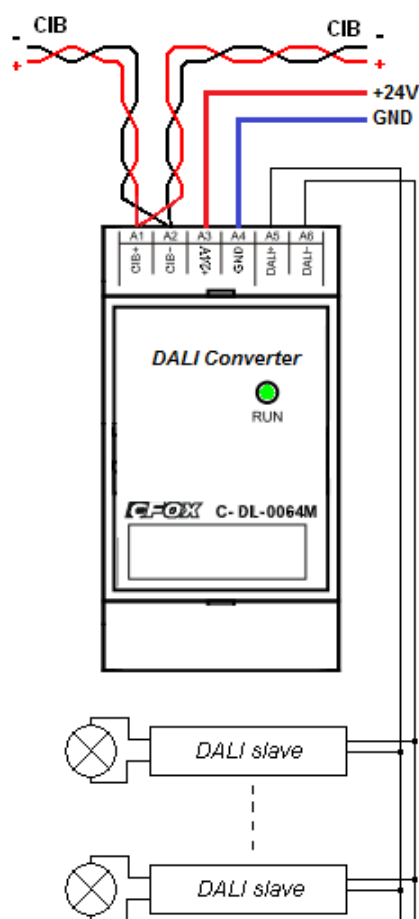 - CIB CIB -
+ +
+24V
GND
A1 A2 A3 A4 A5 A6
CIB+ CIB- GND DALI+ DALI-
DALI Converter
RUN
CFOX C- DL-0064M
DALI slave
DALI slave